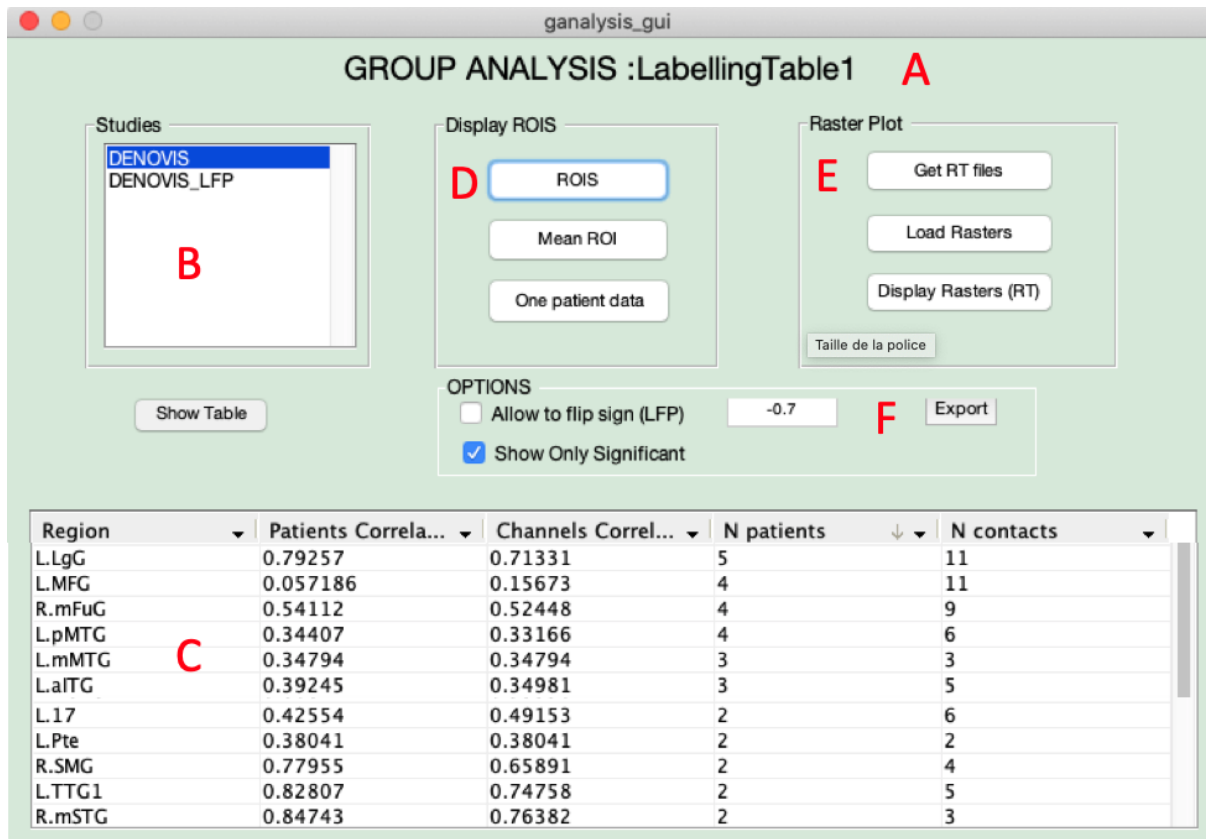 ganalysis_gui
GROUP ANALYSIS :LabellingTable1 A
Studies
DENOVIS
DENOVIS_LFP
B
Display ROIS
D ROIS
Mean ROI
One patient data
Raster Plot
E Get RT files
Load Rasters
Display Rasters (RT)
Taille de la police
Show Table
OPTIONS
Allow to flip sign (LFP) -0.7 F Export
Show Only Significant
Region Patients Correla... Channels Correl... N patients N contacts
L.LgG 0.79257 0.71331 5 11
L.MFG 0.057186 0.15673 4 11
R.mFuG 0.54112 0.52448 4 9
L.pMTG 0.34407 0.33166 4 6
C
L.mMTG 0.34794 0.34794 3 3
L.aITG 0.39245 0.34981 3 5
L.17 0.42554 0.49153 2 6
L.Pte 0.38041 0.38041 2 2
R.SMG 0.77955 0.65891 2 4
L.TTG1 0.82807 0.74758 2 5
R.mSTG 0.84743 0.76382 2 3